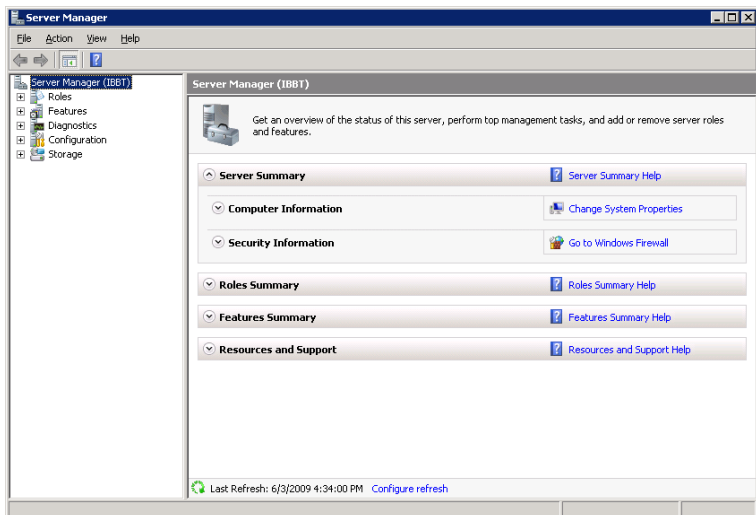 Server Manager
File Action View Help
Server Manager (IBBT)
Roles
Features
Diagnostics
Configuration
Storage
Server Manager (IBBT)
Get an overview of the status of this server, perform top management tasks, and add or remove server roles
and features.
Server Summary Server Summary Help
Computer Information Change System Properties
Security Information Go to Windows Firewall
Roles Summary Roles Summary Help
Features Summary Features Summary Help
Resources and Support Resources and Support Help
Last Refresh: 6/3/2009 4:34:00 PM Configure refresh